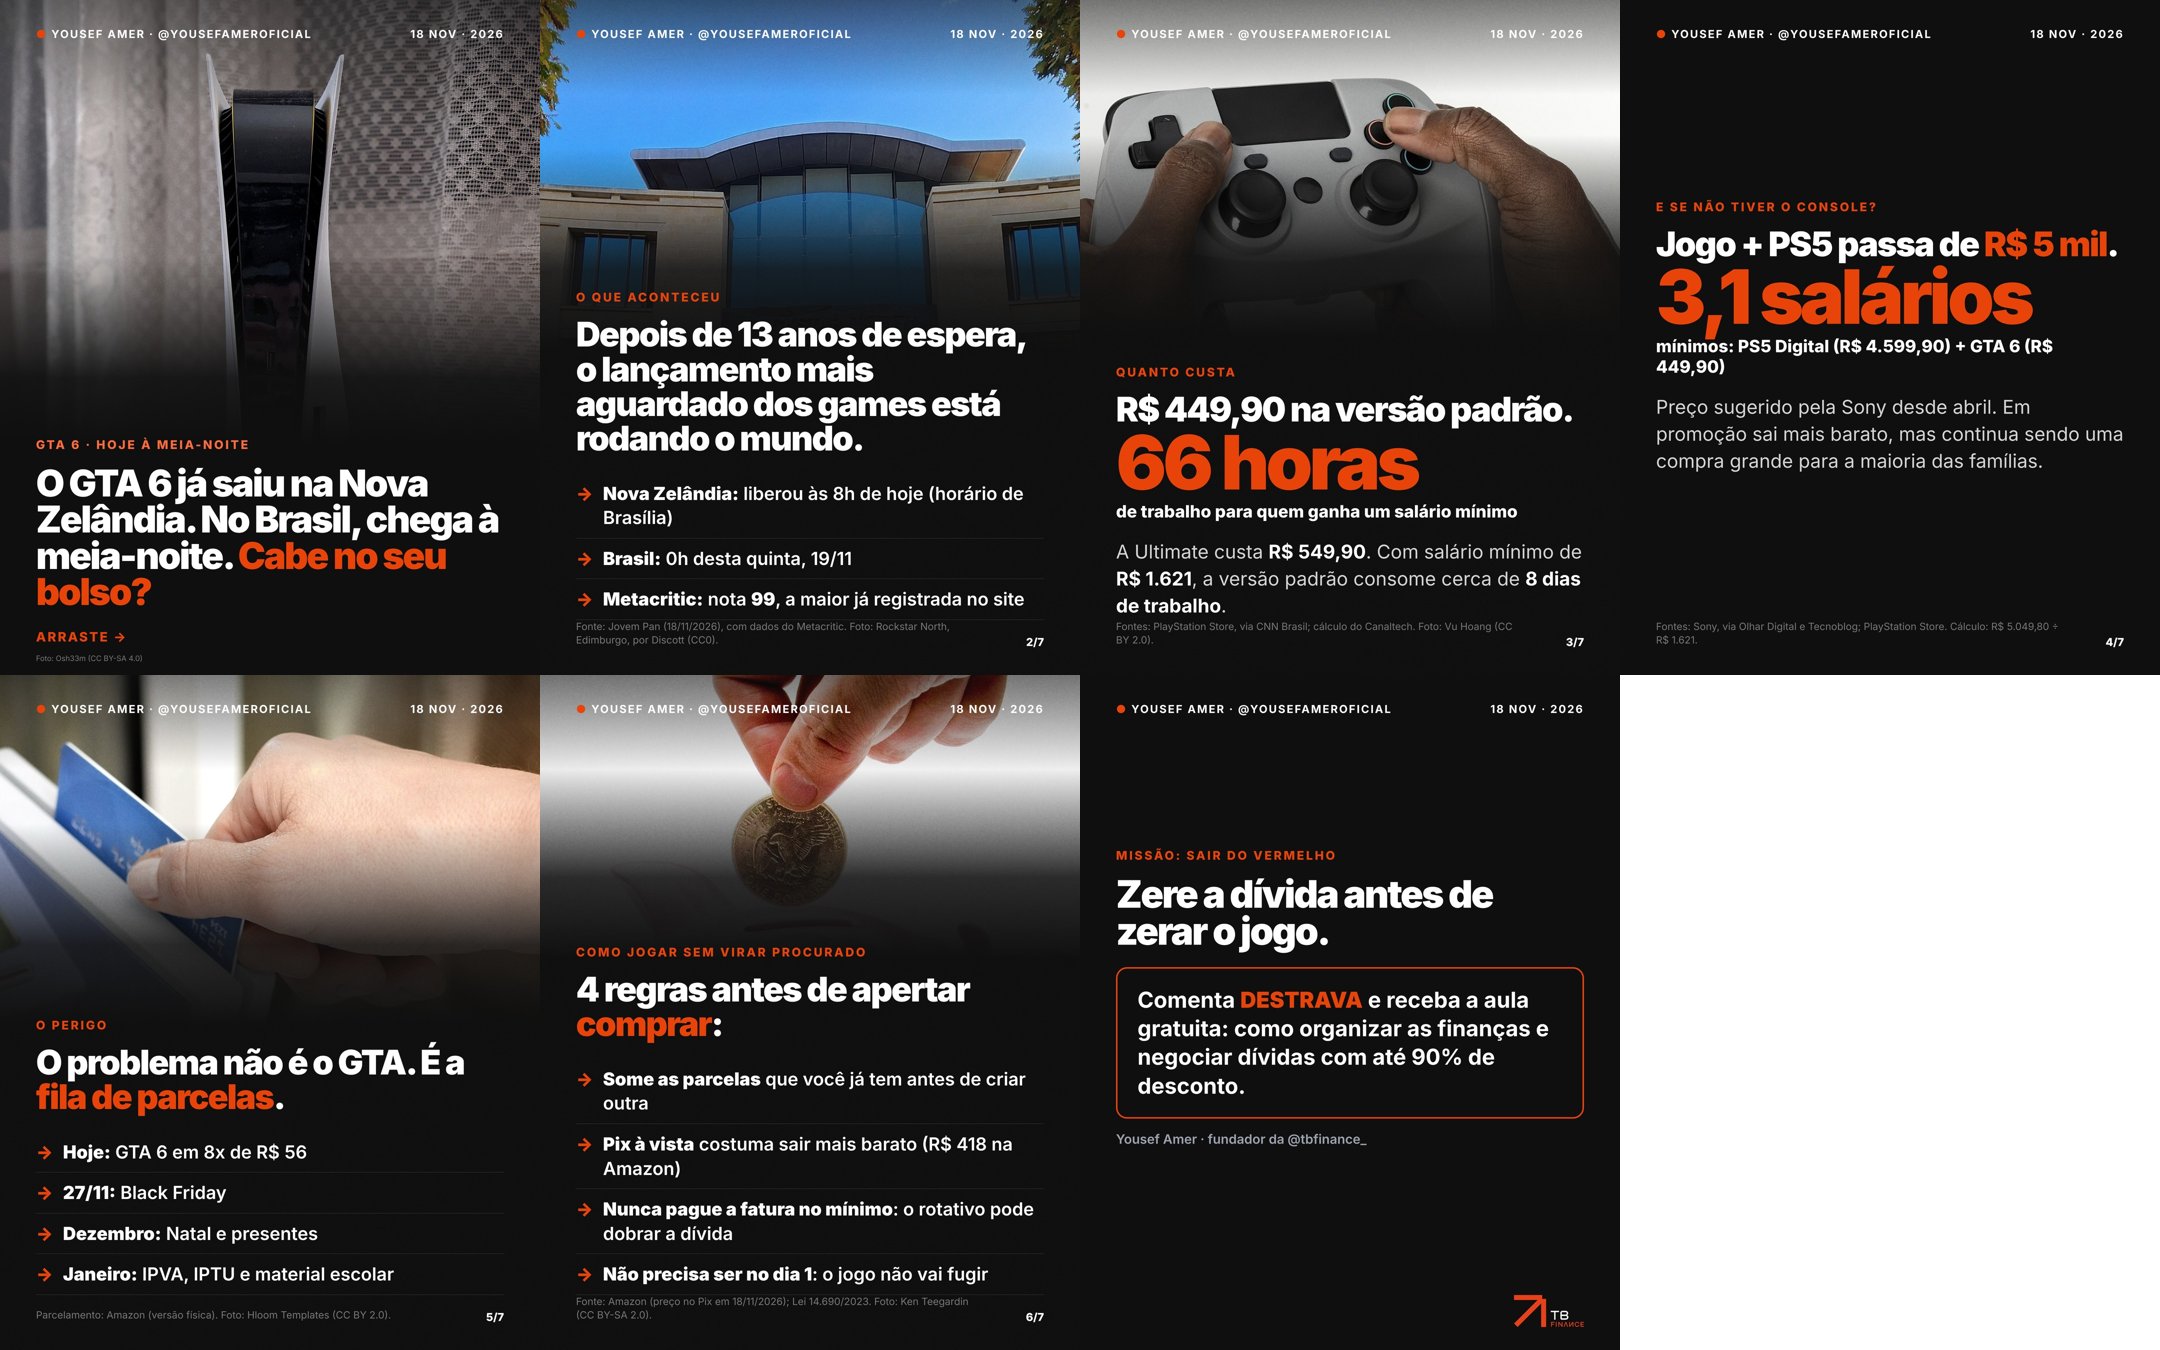 YOUSEF AMER · @YOUSEFAMEROFICIAL
18 NOV · 2026
GTA 6 · HOJE À MEIA-NOITE
O GTA 6 já saiu na Nova
Zelândia. No Brasil, chega à
meia-noite. Cabe no seu
bolso?
ARRASTE →
Foto: Osh33m (CC BY-SA 4.0)
YOUSEF AMER · @YOUSEFAMEROFICIAL
18 NOV · 2026
O QUE ACONTECEU
Depois de 13 anos de espera,
o lançamento mais
aguardado dos games está
rodando o mundo.
→ Nova Zelândia: liberou às 8h de hoje (horário de
Brasília)
→ Brasil: 0h desta quinta, 19/11
→ Metacritic: nota 99, a maior já registrada no site
Fonte: Jovem Pan (18/11/2026), com dados do Metacritic. Foto: Rockstar North,
Edimburgo, por Discott (CC0).
2/7
YOUSEF AMER · @YOUSEFAMEROFICIAL
18 NOV · 2026
QUANTO CUSTA
R$ 449,90 na versão padrão.
66 horas
de trabalho para quem ganha um salário mínimo
A Ultimate custa R$ 549,90. Com salário mínimo de
R$ 1.621, a versão padrão consome cerca de 8 dias
de trabalho.
Fontes: PlayStation Store, via CNN Brasil; cálculo do Canaltech. Foto: Vu Hoang (CC
BY 2.0).
3/7
YOUSEF AMER · @YOUSEFAMEROFICIAL
18 NOV · 2026
E SE NÃO TIVER O CONSOLE?
Jogo + PS5 passa de R$ 5 mil.
3,1 salários
mínimos: PS5 Digital (R$ 4.599,90) + GTA 6 (R$
449,90)
Preço sugerido pela Sony desde abril. Em
promoção sai mais barato, mas continua sendo uma
compra grande para a maioria das famílias.
Fontes: Sony, via Olhar Digital e Tecnoblog; PlayStation Store. Cálculo: R$ 5.049,80 ÷
R$ 1.621.
4/7
YOUSEF AMER · @YOUSEFAMEROFICIAL
18 NOV · 2026
O PERIGO
O problema não é o GTA. É a
fila de parcelas.
→ Hoje: GTA 6 em 8x de R$ 56
→ 27/11: Black Friday
→ Dezembro: Natal e presentes
→ Janeiro: IPVA, IPTU e material escolar
Parcelamento: Amazon (versão física). Foto: Hloom Templates (CC BY 2.0).
5/7
YOUSEF AMER · @YOUSEFAMEROFICIAL
18 NOV · 2026
COMO JOGAR SEM VIRAR PROCURADO
4 regras antes de apertar
comprar:
→ Some as parcelas que você já tem antes de criar
outra
→ Pix à vista costuma sair mais barato (R$ 418 na
Amazon)
→ Nunca pague a fatura no mínimo: o rotativo pode
dobrar a dívida
→ Não precisa ser no dia 1: o jogo não vai fugir
Fonte: Amazon (preço no Pix em 18/11/2026); Lei 14.690/2023. Foto: Ken Teegardin
(CC BY-SA 2.0).
6/7
YOUSEF AMER · @YOUSEFAMEROFICIAL
18 NOV · 2026
MISSÃO: SAIR DO VERMELHO
Zere a dívida antes de
zerar o jogo.
Comenta DESTRAVA e receba a aula
gratuita: como organizar as finanças e
negociar dívidas com até 90% de
desconto.
Yousef Amer · fundador da @tbfinance_
TB
FINANCE